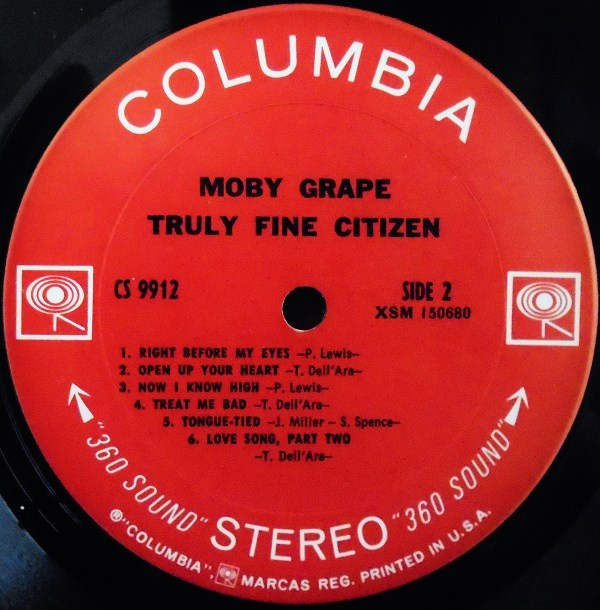 COLUMBIA
MOBY GRAPE
TRULY FINE CITIZEN
CS 9912
SIDE 2
XSM 150680
1. RIGHT BEFORE MY EYES —P. Lewis—
2. OPEN UP YOUR HEART —T. Dell'Ara—
3. NOW I KNOW HIGH —P. Lewis—
4. TREAT ME BAD —T. Dell'Ara—
5. TONGUE-TIED —J. Miller — S. Spence—
6. LOVE SONG, PART TWO
—T. Dell'Ara—
"360 SOUND" STEREO "360 SOUND"
®"COLUMBIA", MARCAS REG. PRINTED IN U.S.A.